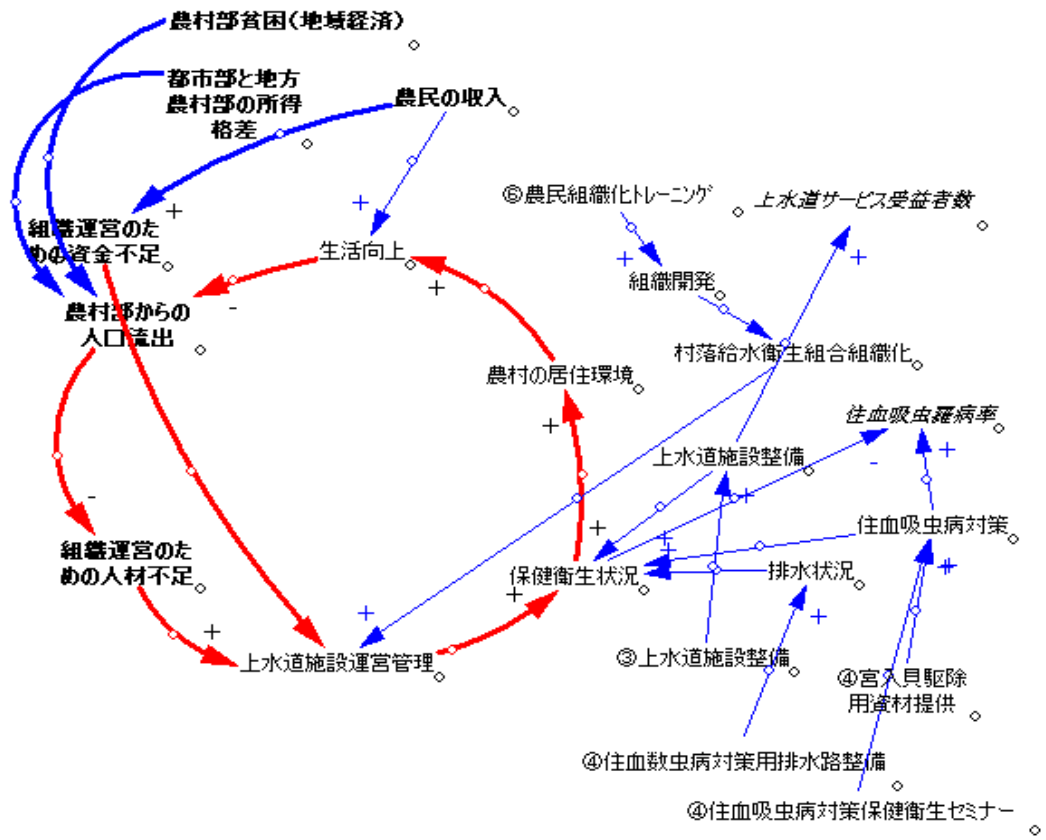 農村部貧困(地域経済)
都市部と地方
農村部の所得
格差
農民の収入
+
+
⑥農民組織化トレーニング
上水道サービス受益者数
組織運営のた
めの資金不足
生活向上
+
+
+
-
組織開発
農村部からの
人口流出
村落給水衛生組合組織化
農村の居住環境
住血吸虫羅病率
+
+
-
上水道施設整備
-
+
組織運営のた
めの人材不足
+
住血吸虫病対策
+
+
保健衛生状況
排水状況
+
+
+
+
+
上水道施設運営管理
③上水道施設整備
④宮入貝駆除
用資材提供
④住血数虫病対策用排水路整備
④住血吸虫病対策保健衛生セミナー